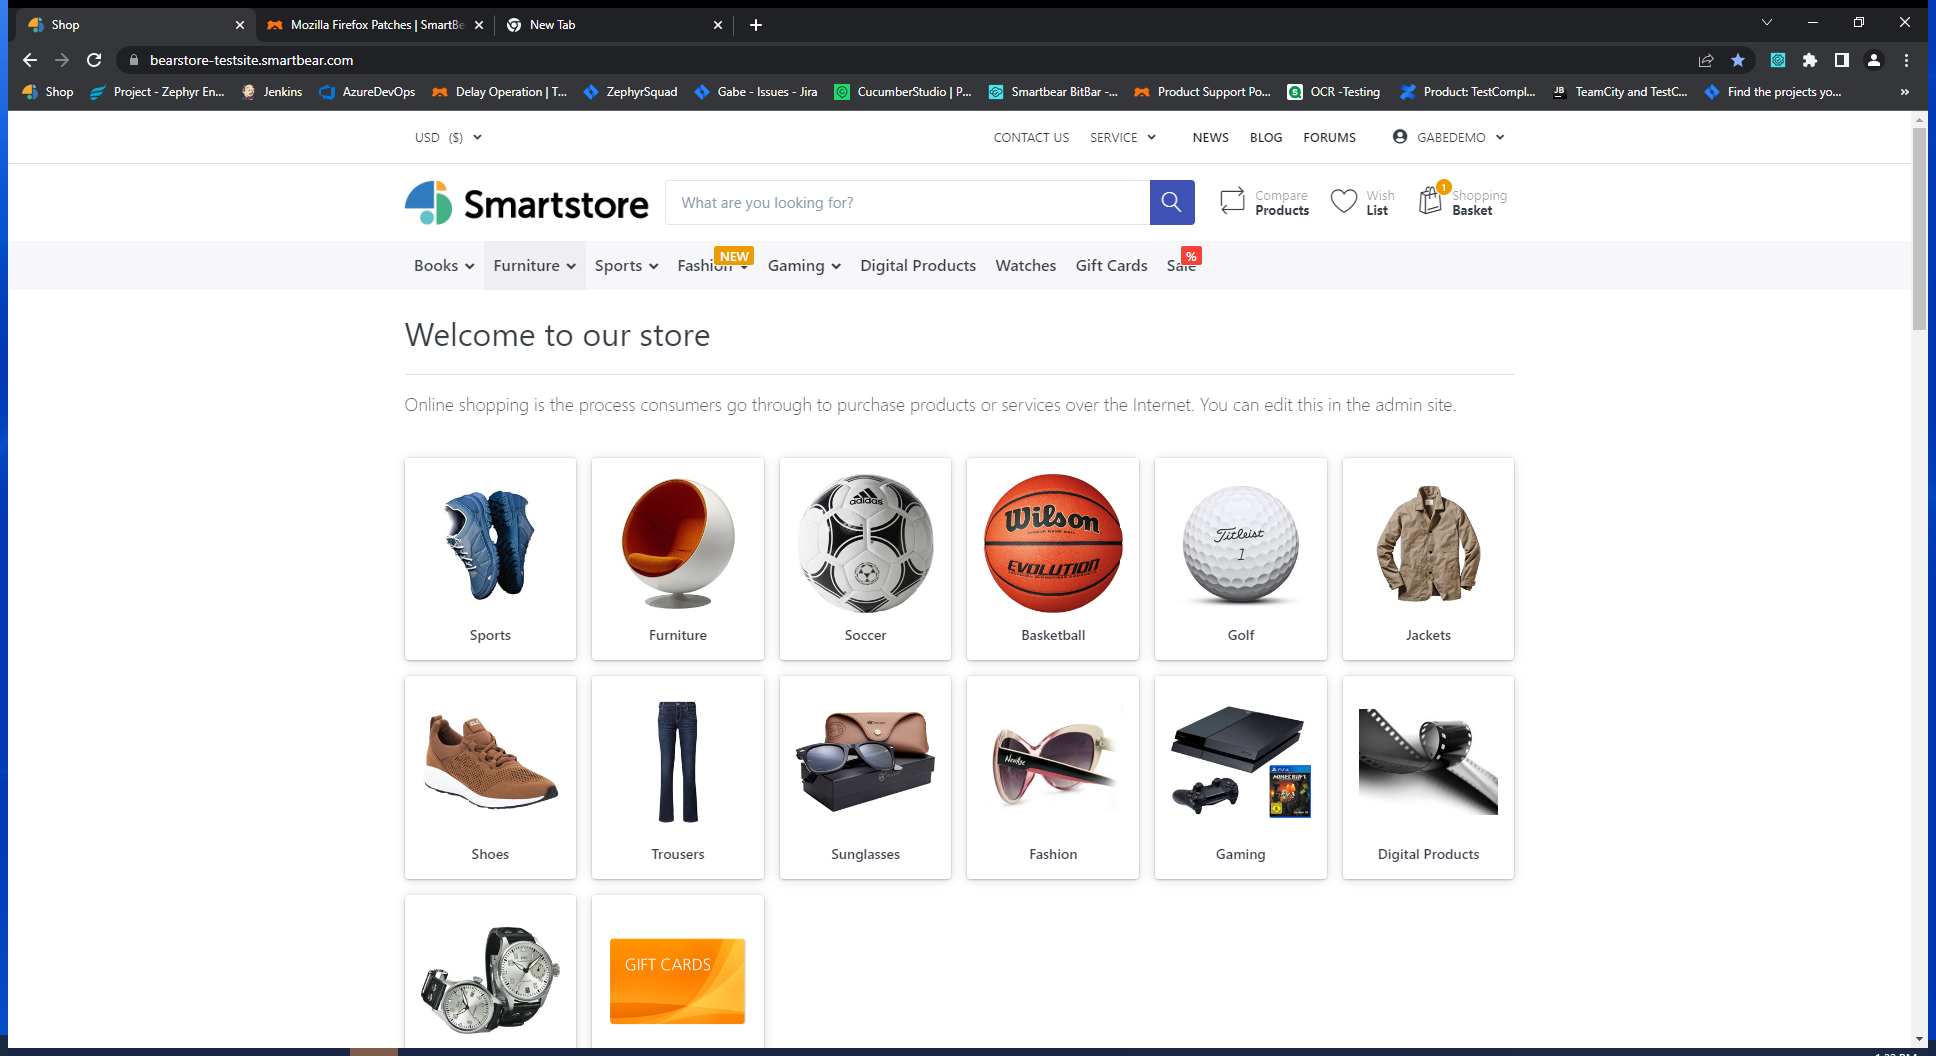 Shop
Mozilla Firefox Patches | SmartBe
New Tab
bearstore-testsite.smartbear.com
Shop
Project - Zephyr En...
Jenkins
AzureDevOps
Delay Operation | T...
ZephyrSquad
Gabe - Issues - Jira
CucumberStudio | P...
Smartbear BitBar -...
Product Support Po...
OCR -Testing
Product: TestCompl...
TeamCity and TestC...
Find the projects yo...
»
USD ($)
CONTACT US
SERVICE
NEWS
BLOG
FORUMS
GABEDEMO
Smartstore
What are you looking for?
Compare
Products
Wish
List
1
Shopping
Basket
Books
Furniture
Sports
Fashion
NEW
Gaming
Digital Products
Watches
Gift Cards
Sale
%
Welcome to our store
Online shopping is the process consumers go through to purchase products or services over the Internet. You can edit this in the admin site.
adidas
Wilson
EVOLUTION
Titleist
1
Sports
Furniture
Soccer
Basketball
Golf
Jackets
MINECRAFT
Shoes
Trousers
Sunglasses
Fashion
Gaming
Digital Products
GIFT CARDS